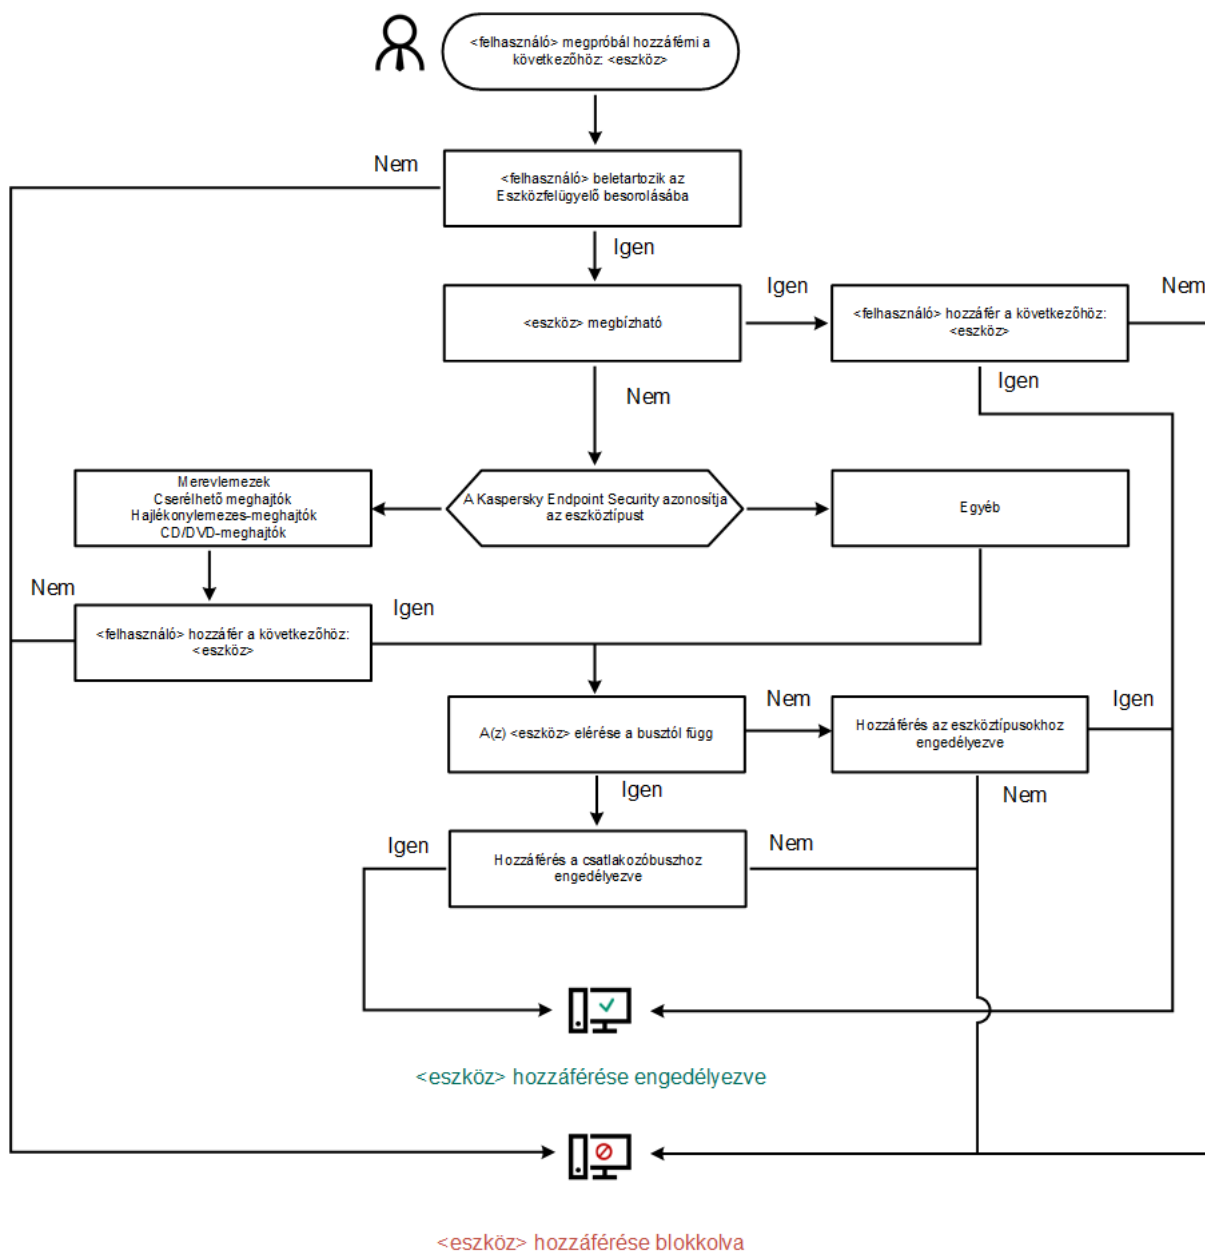 <felhasználó> megpróbál hozzáférni a
következőhöz: <eszköz>
Nem
<felhasználó> beletartozik az
Eszközfelügyelő besorolásába
Igen
<eszköz> megbízható
Igen
<felhasználó> hozzáfér a következőhöz:
<eszköz>
Nem
Igen
Nem
Merevlemezek
Cserélhető meghajtók
Hajlékonylemezes-meghajtók
CD/DVD-meghajtók
A Kaspersky Endpoint Security azonosítja
az eszköztípust
Egyéb
Nem
<felhasználó> hozzáfér a következőhöz:
<eszköz>
Igen
A(z) <eszköz> elérése a busztól függ
Nem
Hozzáférés az eszköztípusokhoz
engedélyezve
Igen
Igen
Nem
Igen
Hozzáférés a csatlakozóbuszhoz
engedélyezve
Nem
<eszköz> hozzáférése engedélyezve
<eszköz> hozzáférése blokkolva